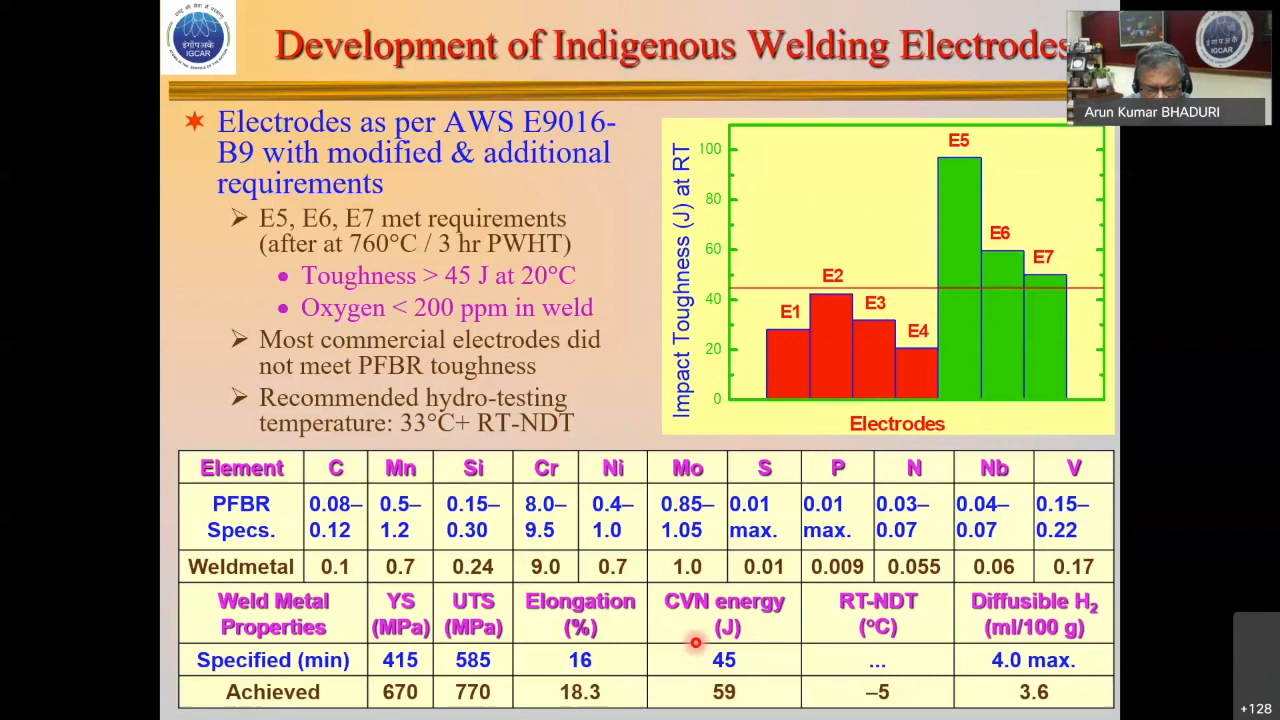 Development of Indigenous Welding Electrodes
इंगांपअकें
IGCAR
Arun Kumar BHADURI
Electrodes as per AWS E9016-
B9 with modified & additional
requirements
E5, E6, E7 met requirements
(after at 760°C / 3 hr PWHT)
Toughness > 45 J at 20°C
Oxygen < 200 ppm in weld
Most commercial electrodes did
not meet PFBR toughness
Recommended hydro-testing
temperature: 33°C+ RT-NDT
Impact Toughness (J) at RT
100
80
60
40
20
0
E1
E2
E3
E4
E5
E6
E7
Electrodes
Element C Mn Si Cr Ni Mo S P N Nb V
PFBR 0.08– 0.5– 0.15– 8.0– 0.4– 0.85– 0.01 0.01 0.03– 0.04– 0.15–
Specs. 0.12 1.2 0.30 9.5 1.0 1.05 max. max. 0.07 0.07 0.22
Weldmetal 0.1 0.7 0.24 9.0 0.7 1.0 0.01 0.009 0.055 0.06 0.17
Weld Metal YS UTS Elongation CVN energy RT-NDT Diffusible H₂
Properties (MPa) (MPa) (%) (J) (°C) (ml/100 g)
Specified (min) 415 585 16 45 ... 4.0 max.
Achieved 670 770 18.3 59 –5 3.6
+128